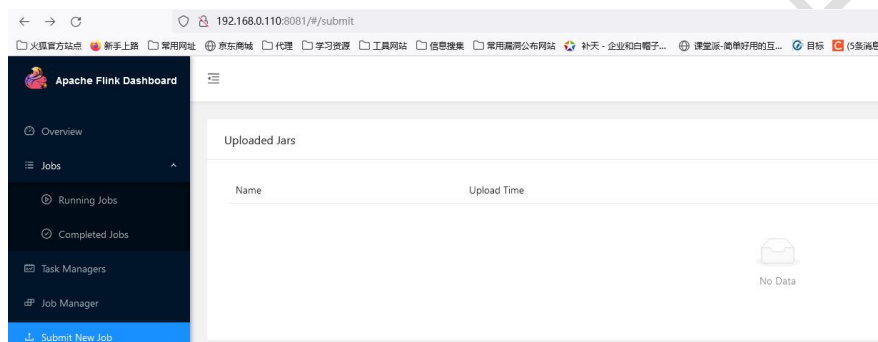 192.168.0.110:8081/#/submit
火狐官方站点 新手上路 常用网址 京东商城 代理 学习资源 工具网站 信息搜集 常用漏洞公布网站 补天 - 企业和白帽子... 课堂派-简单好用的互... 目标 (5条消息
Apache Flink Dashboard
Overview
Uploaded Jars
Jobs
Name Upload Time
Running Jobs
Completed Jobs
Task Managers
No Data
Job Manager
Submit New Job